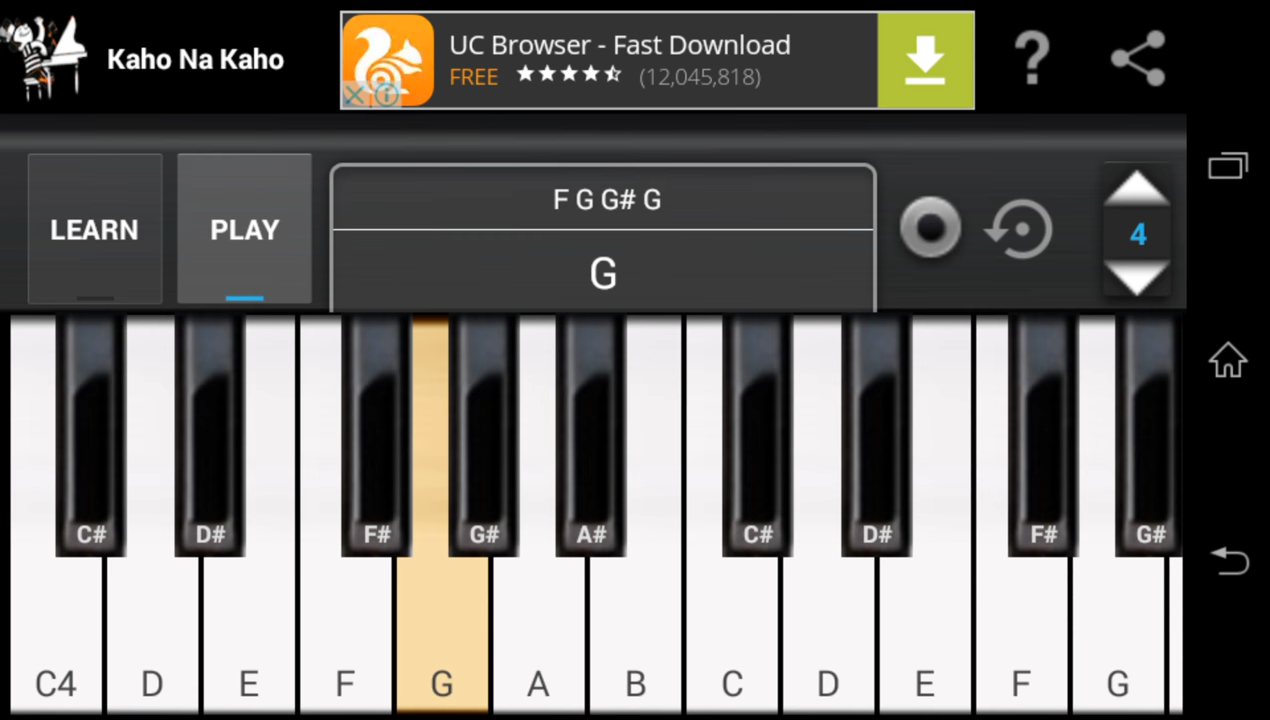 Kaho Na Kaho
UC Browser - Fast Download
FREE (12,045,818)
?
LEARN
PLAY
F G G# G
G
4
C# D# F# G# A# C# D# F# G#
C4 D E F G A B C D E F G